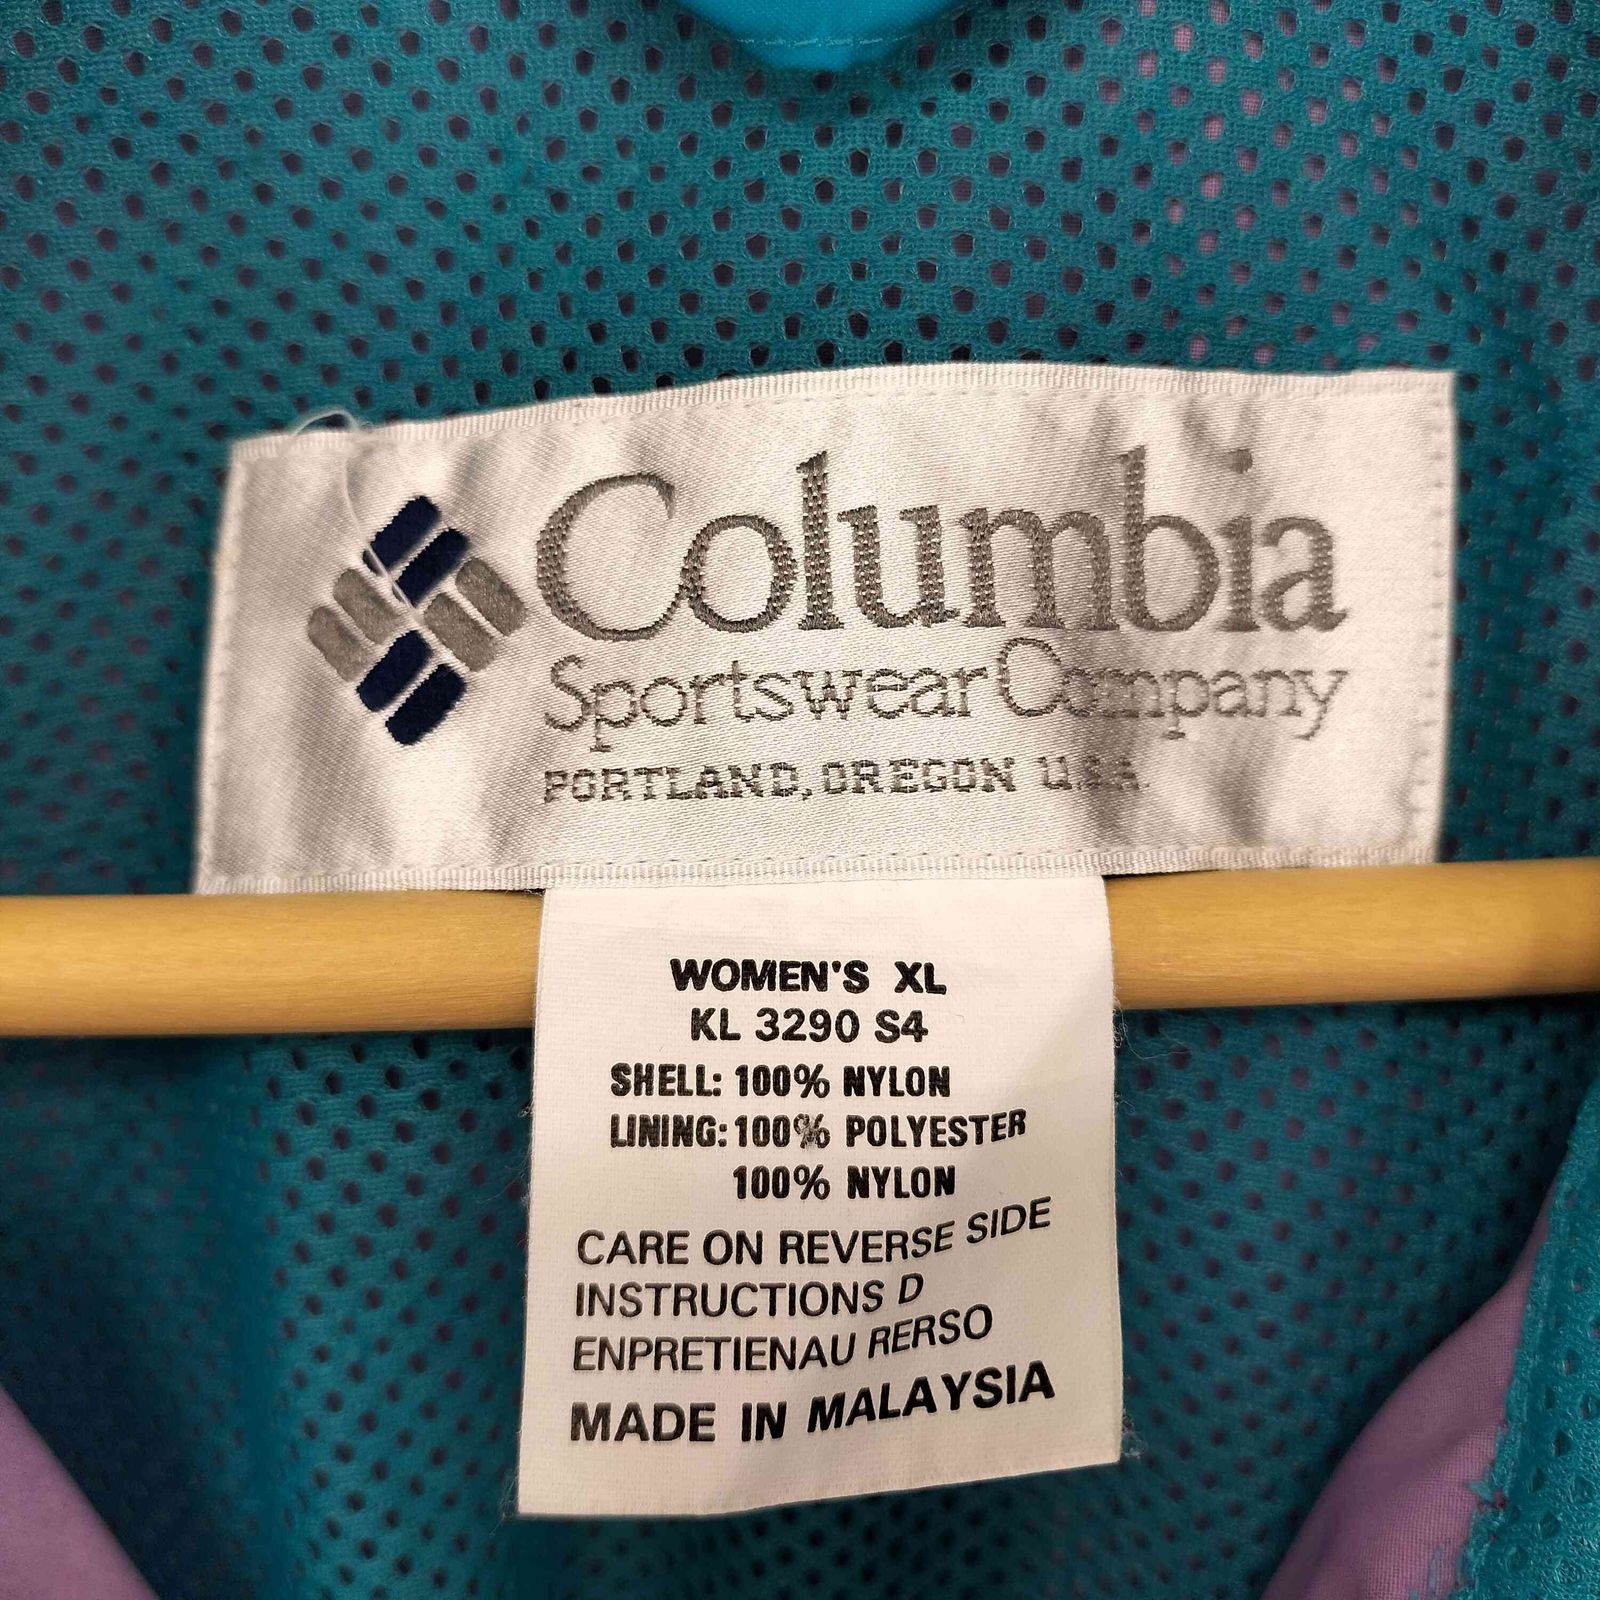 Columbia
Sportswear Company
PORTLAND, OREGON U.S.A.
WOMEN'S XL
KL 3290 S4
SHELL: 100% NYLON
LINING: 100% POLYESTER
100% NYLON
CARE ON REVERSE SIDE
INSTRUCTIONS D
ENPRETIENAU RERSO
MADE IN MALAYSIA